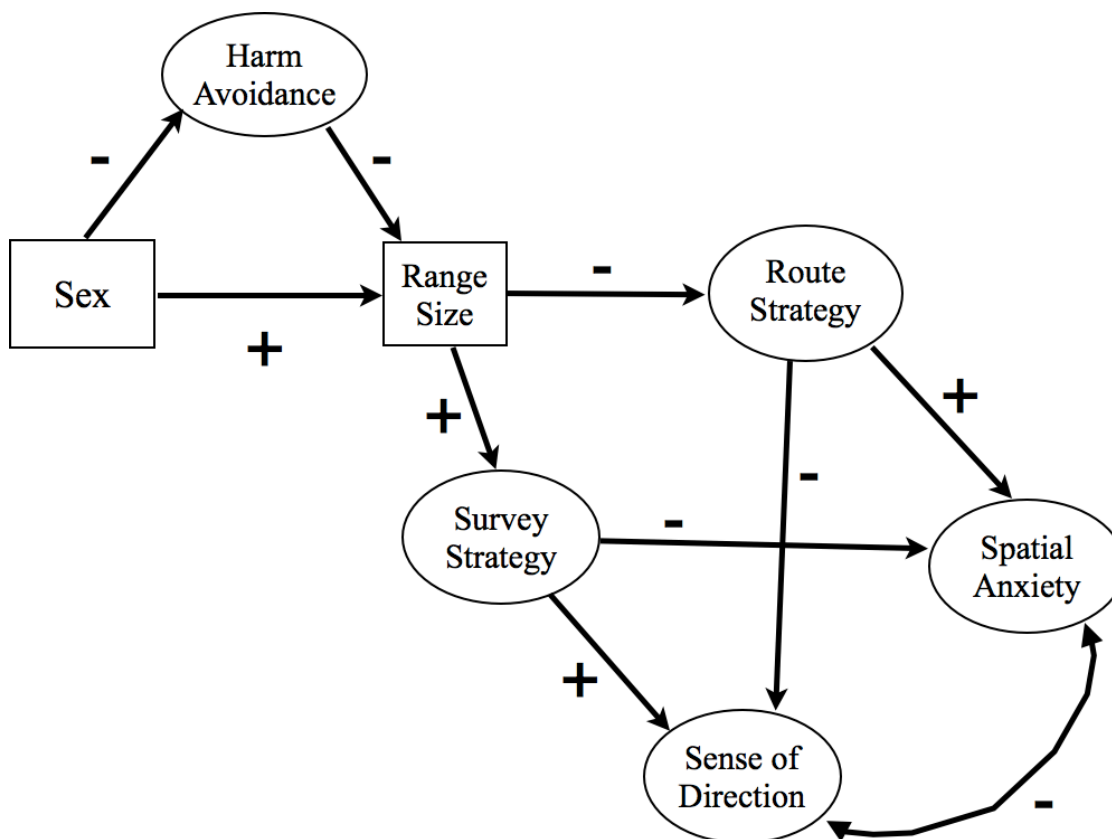 Harm
Avoidance
-
-
Sex
+
Range
Size
-
Route
Strategy
+
+
-
Survey
Strategy
-
Spatial
Anxiety
+
Sense of
Direction
-